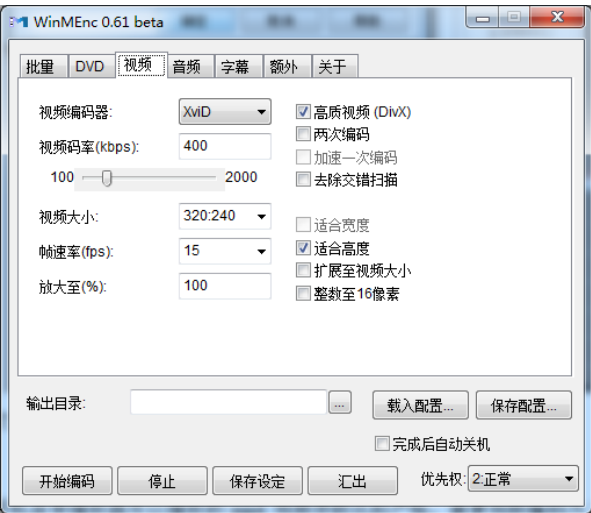 WinMEnc 0.61 beta
批量 DVD 视频 音频 字幕 额外 关于
视频编码器: XviD 高质视频 (DivX)
两次编码
视频码率(kbps): 400
加速一次编码
100 2000 去除交错扫描
视频大小: 320:240 适合宽度
帧速率(fps): 15 适合高度
扩展至视频大小
放大至(%): 100 整数至16像素
输出目录: ... 载入配置... 保存配置...
完成后自动关机
开始编码 停止 保存设定 汇出 优先权: 2:正常